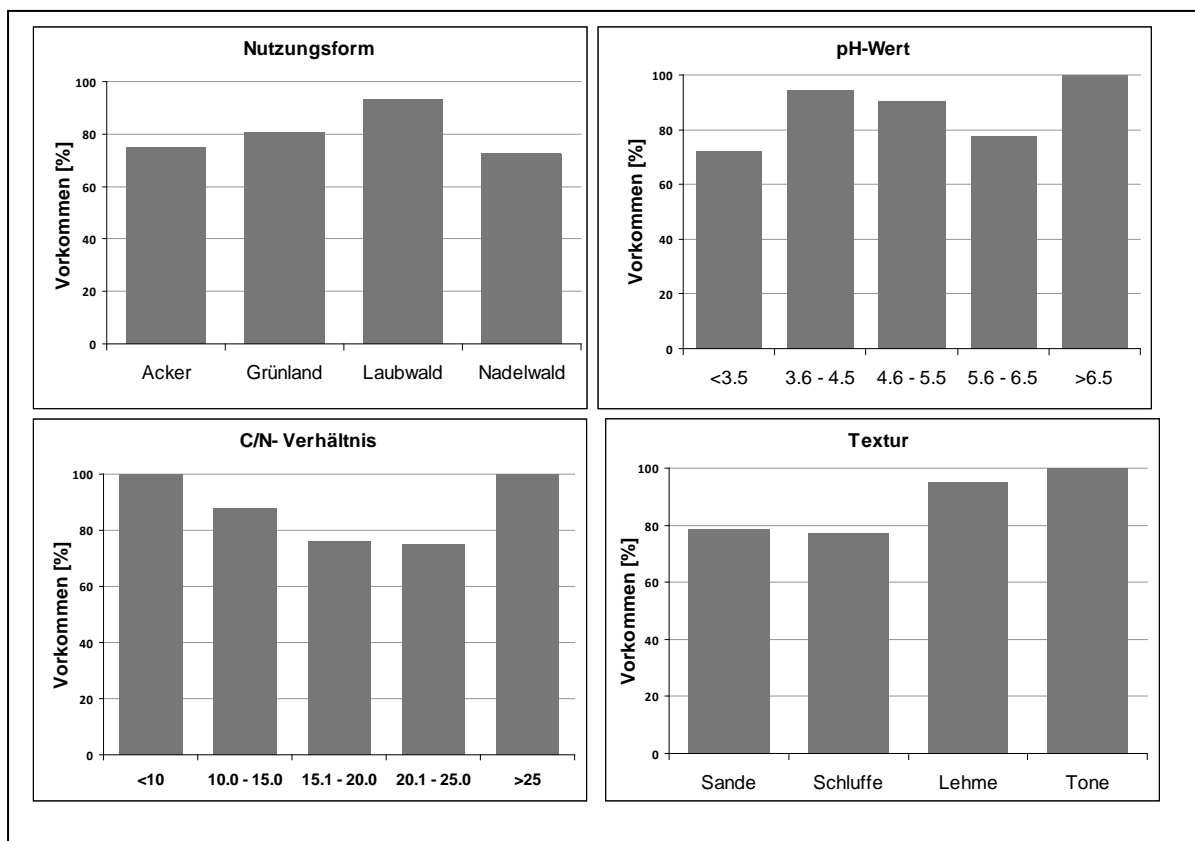 Nutzungsform
Vorkommen [%]
100
80
60
40
20
0
Acker Grünland Laubwald Nadelwald
pH-Wert
Vorkommen [%]
100
80
60
40
20
0
<3.5 3.6 - 4.5 4.6 - 5.5 5.6 - 6.5 >6.5
C/N- Verhältnis
Vorkommen [%]
100
80
60
40
20
0
<10 10.0 - 15.0 15.1 - 20.0 20.1 - 25.0 >25
Textur
Vorkommen [%]
100
80
60
40
20
0
Sande Schluffe Lehme Tone